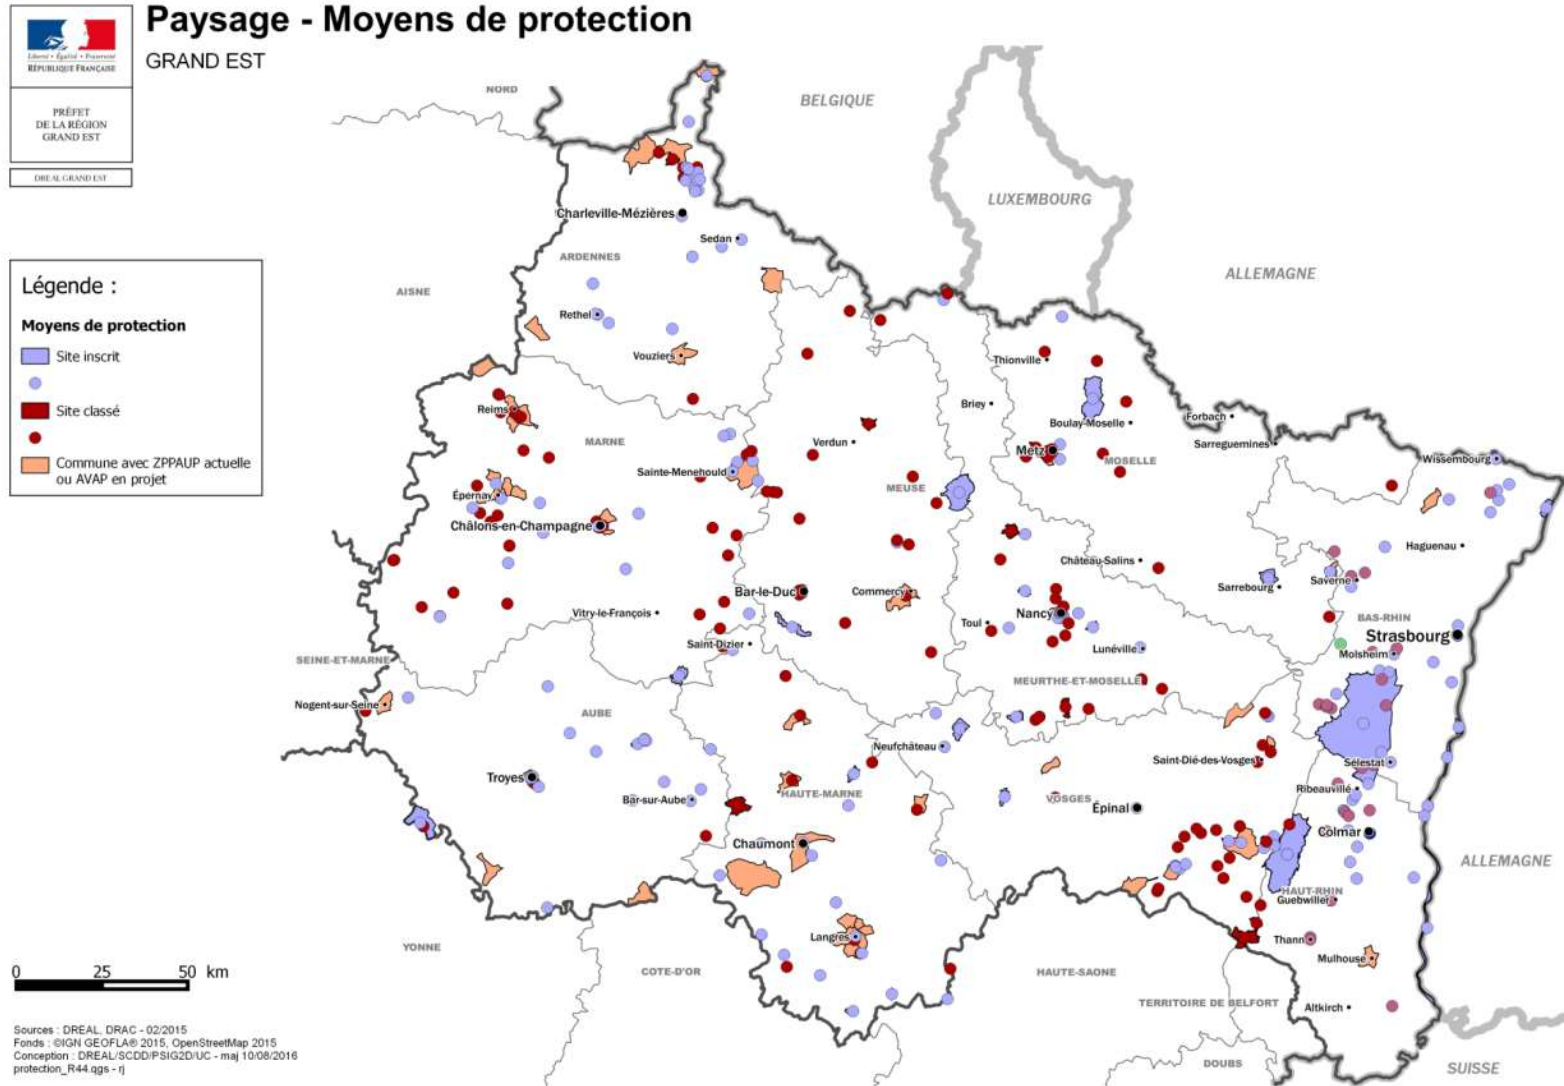 Paysage - Moyens de protection
GRAND EST
Liberté • Égalité • Fraternité
RÉPUBLIQUE FRANÇAISE
PRÉFET
DE LA RÉGION
GRAND EST
DREAL GRAND EST
Légende :
Moyens de protection
Site inscrit
Site classé
Commune avec ZPPAUP actuelle
ou AVAP en projet
NORD
BELGIQUE
LUXEMBOURG
ALLEMAGNE
Charleville-Mézières
Sedan
ARDENNES
AISNE
Rethel
Vouziers
Thionville
Briey
Reims
Boulay-Moselle
Forbach
Sarreguemines
MARNE
Verdun
Metz
MOSELLE
Wissembourg
Sainte-Menehould
MEUSE
Épernay
Châlons-en-Champagne
Haguenau
Château-Salins
Sarrebourg
Saverne
Bar-le-Duc
Commercy
Vitry-le-François
Toul
Nancy
BAS-RHIN
Strasbourg
Saint-Dizier
Lunéville
Molsheim
SEINE-ET-MARNE
MEURTHE-ET-MOSELLE
Nogent-sur-Seine
AUBE
Neufchâteau
Saint-Dié-des-Vosges
Sélestat
Troyes
Bar-sur-Aube
HAUTE-MARNE
VOSGES
Épinal
Ribeauvillé
Colmar
Chaumont
ALLEMAGNE
HAUT-RHIN
Guebwiller
Langres
Thann
YONNE
COTE-D'OR
HAUTE-SAONE
Mulhouse
TERRITOIRE DE BELFORT
Altkirch
DOUBS
SUISSE
0 25 50 km
Sources : DREAL, DRAC - 02/2015
Fonds : ©IGN GEOFLA® 2015, OpenStreetMap 2015
Conception : DREAL/SCDD/PSIG2D/UC - maj 10/08/2016
protection_R44.qgs - rj